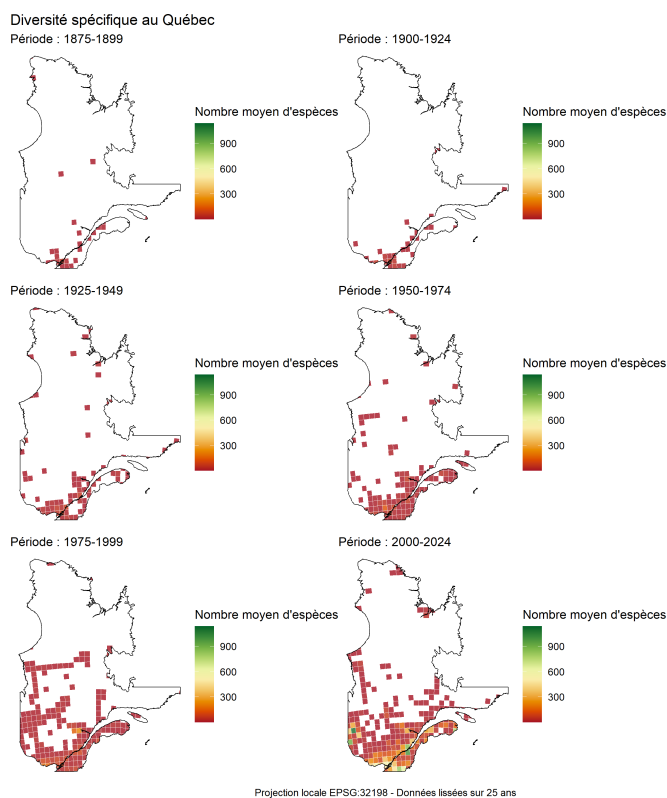 Diversité spécifique au Québec
Période : 1875-1899
Nombre moyen d'espèces
900
600
300
Période : 1900-1924
Nombre moyen d'espèces
900
600
300
Période : 1925-1949
Nombre moyen d'espèces
900
600
300
Période : 1950-1974
Nombre moyen d'espèces
900
600
300
Période : 1975-1999
Nombre moyen d'espèces
900
600
300
Période : 2000-2024
Nombre moyen d'espèces
900
600
300
Projection locale EPSG:32198 - Données lissées sur 25 ans